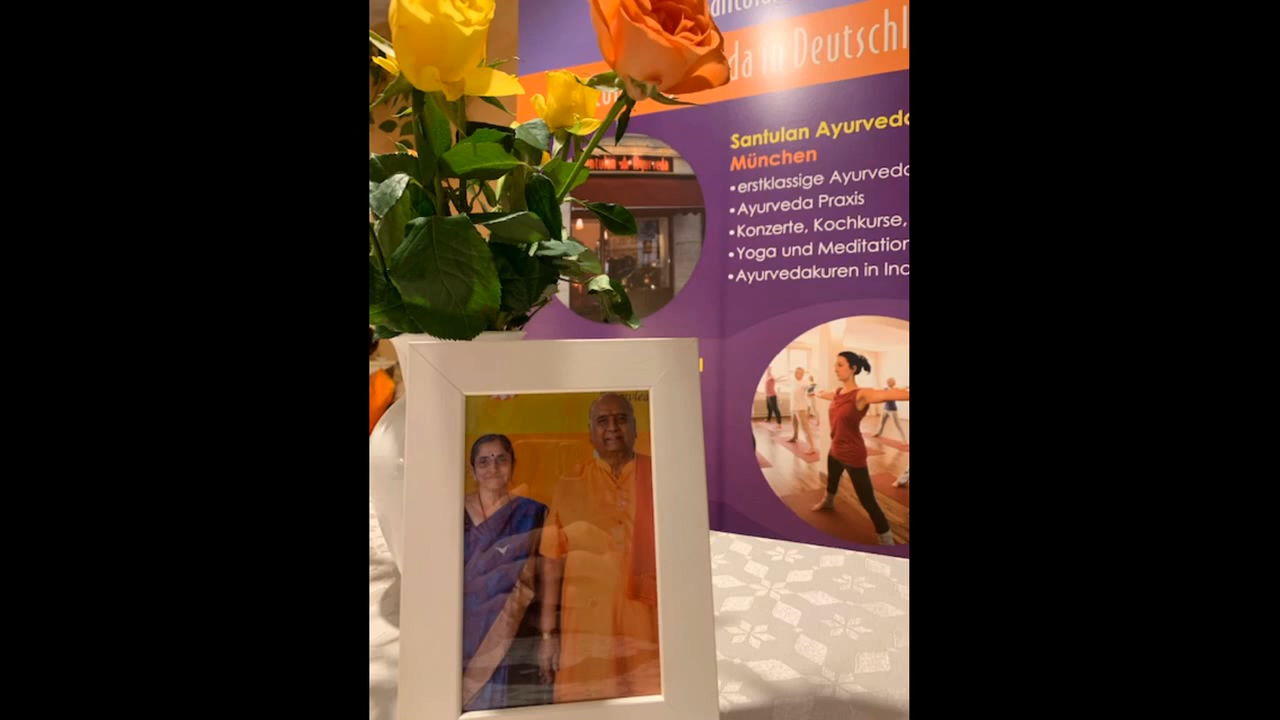 da in Deutschl
Santulan Ayurveda
München
•erstklassige Ayurveda
•Ayurveda Praxis
•Konzerte, Kochkurse,
•Yoga und Meditation
•Ayurvedakuren in Ind